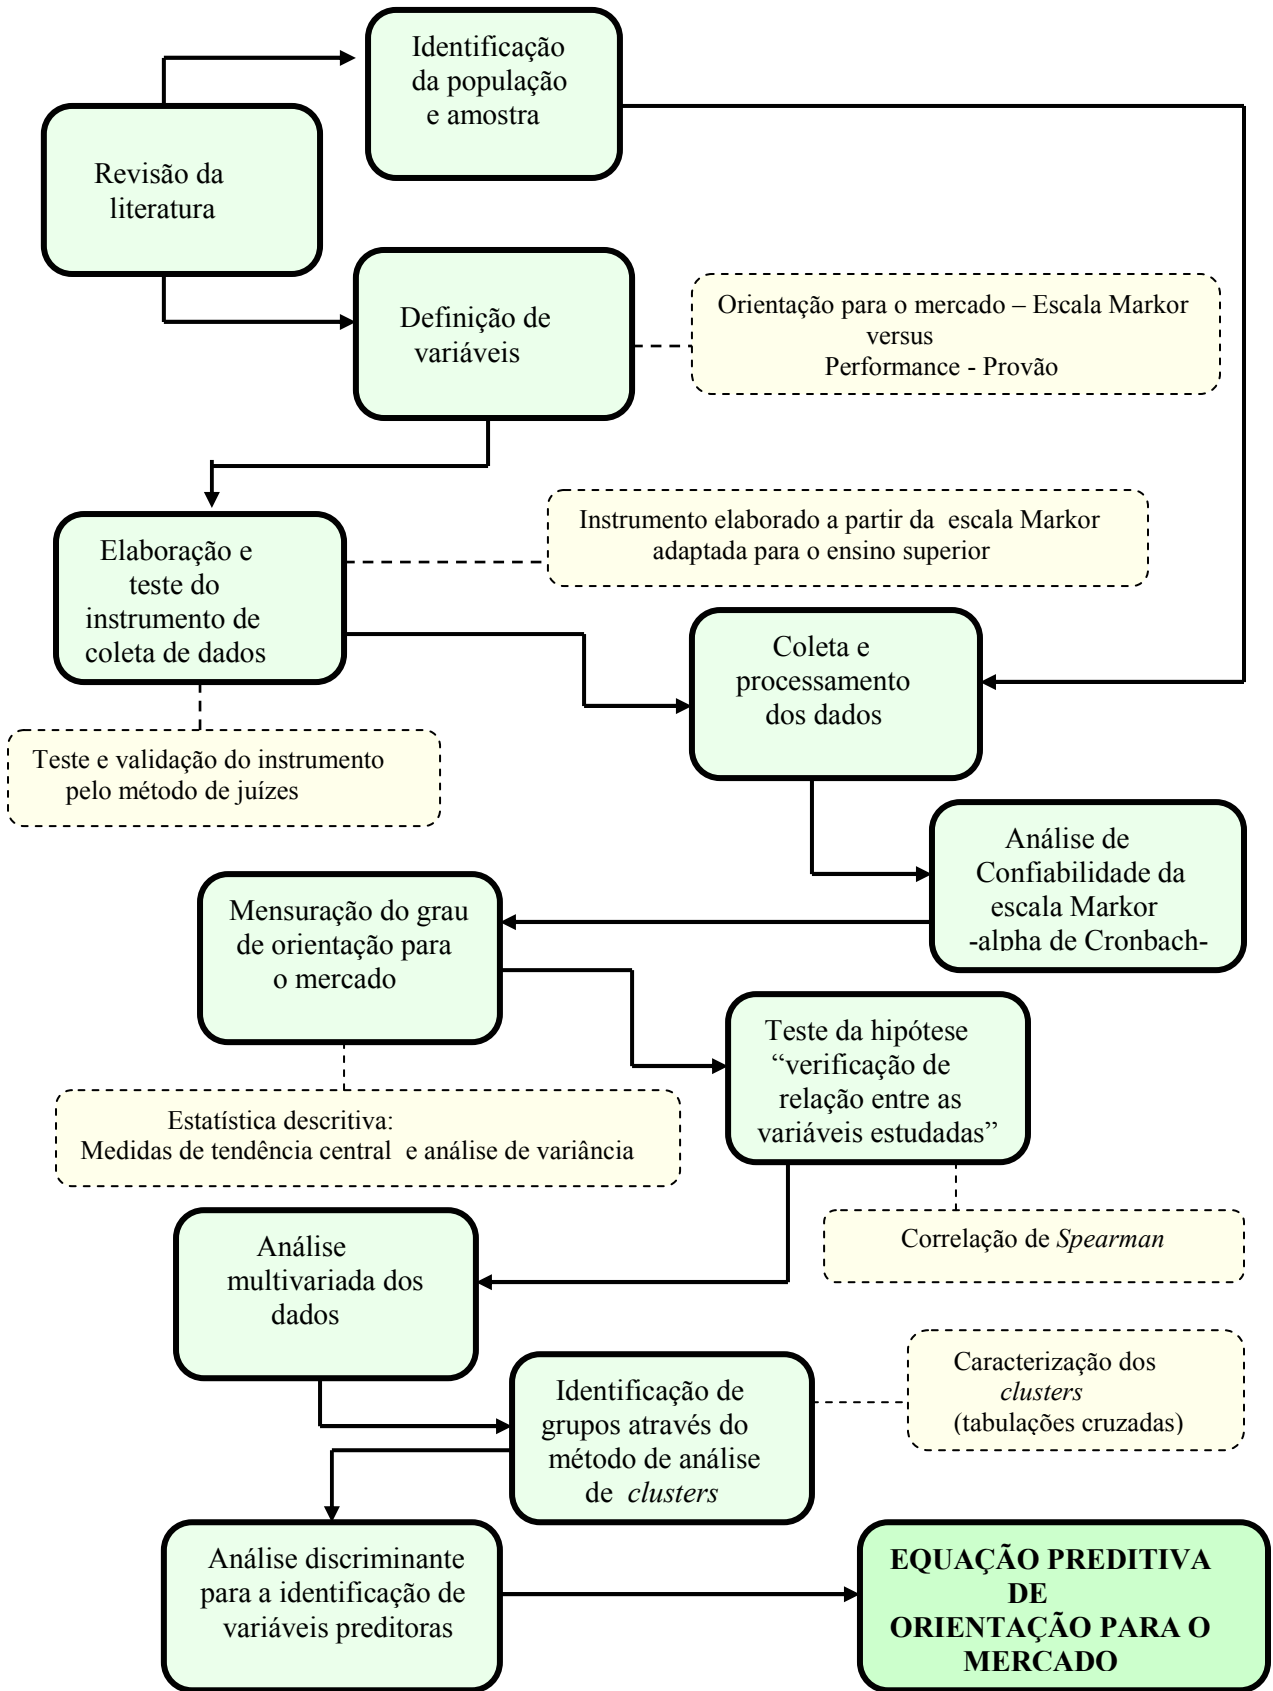 Identificação
da população
e amostra
Revisão da
literatura
Definição de
variáveis
Orientação para o mercado – Escala Markor
versus
Performance - Provão
Instrumento elaborado a partir da escala Markor
adaptada para o ensino superior
Elaboração e
teste do
instrumento de
coleta de dados
Coleta e
processamento
dos dados
Teste e validação do instrumento
pelo método de juízes
Análise de
Confiabilidade da
escala Markor
-alpha de Cronbach-
Mensuração do grau
de orientação para
o mercado
Teste da hipótese
“verificação de
relação entre as
variáveis estudadas”
Estatística descritiva:
Medidas de tendência central e análise de variância
Correlação de Spearman
Análise
multivariada dos
dados
Identificação de
grupos através do
método de análise
de clusters
Caracterização dos
clusters
(tabulações cruzadas)
Análise discriminante
para a identificação de
variáveis preditoras
EQUAÇÃO PREDITIVA
DE
ORIENTAÇÃO PARA O
MERCADO